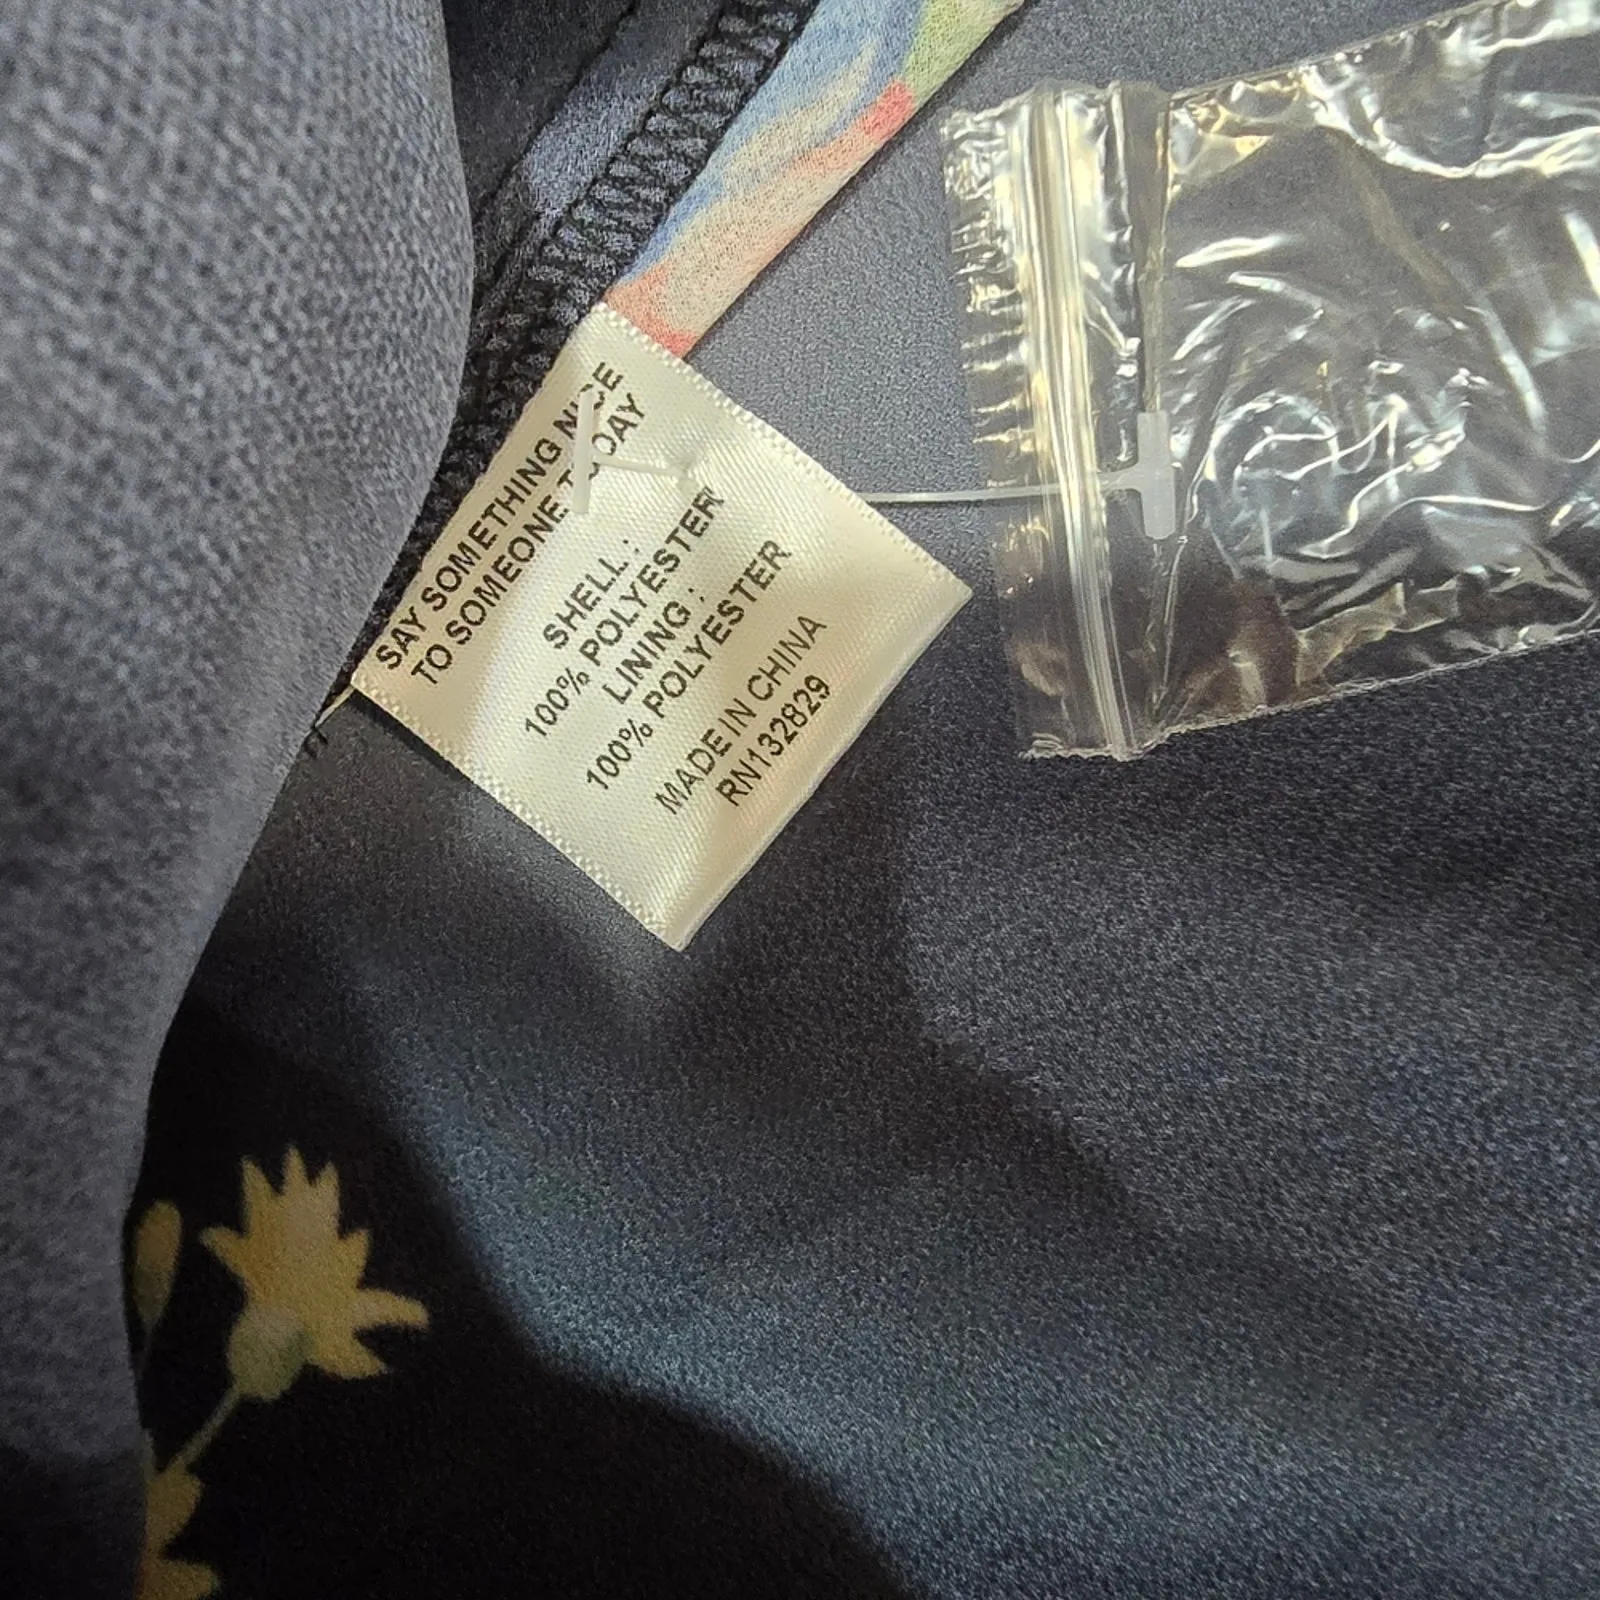 SAY SOMETHING NICE
TO SOMEONE TODAY
SHELL :
100% POLYESTER
LINING :
100% POLYESTER
MADE IN CHINA
RN132829